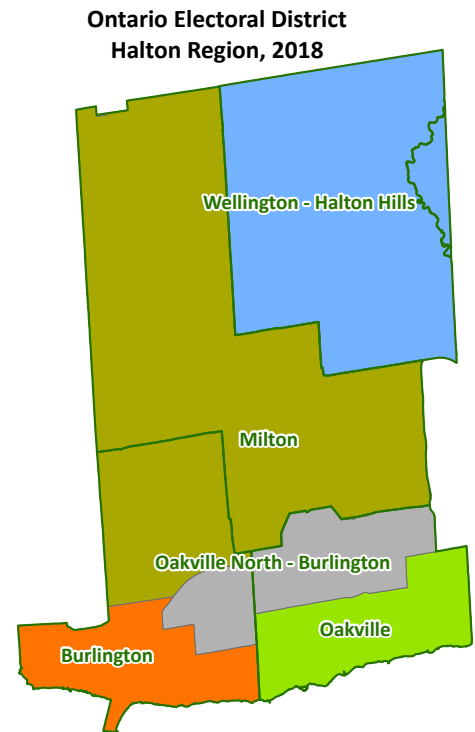 Ontario Electoral District
Halton Region, 2018
Wellington - Halton Hills
Milton
Oakville North - Burlington
Oakville
Burlington